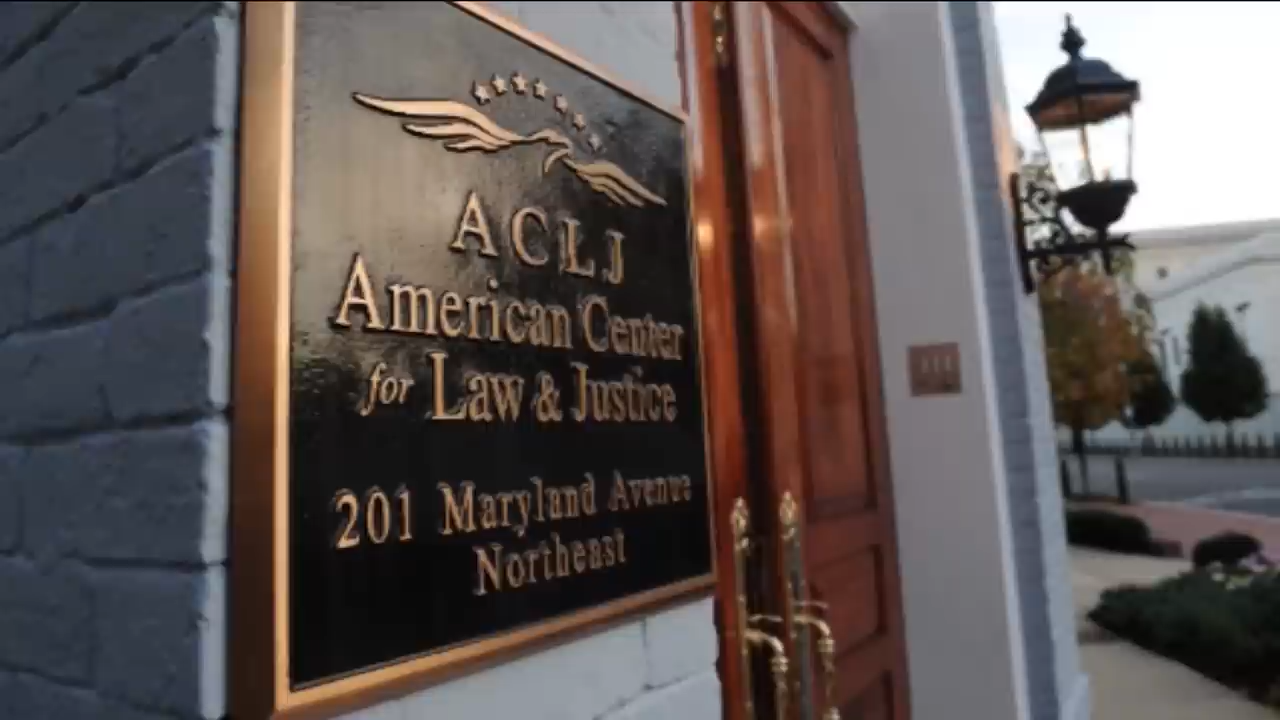 ACLJ
American Center
for Law & Justice
201 Maryland Avenue
Northeast